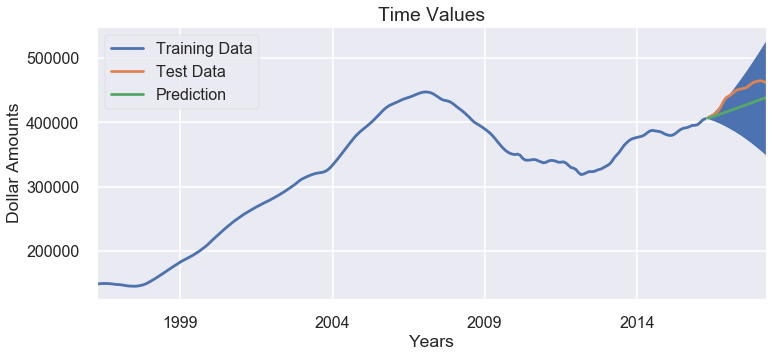 Time Values
Training Data
Test Data
Prediction
500000
400000
300000
200000
Dollar Amounts
1999
2004
2009
2014
Years